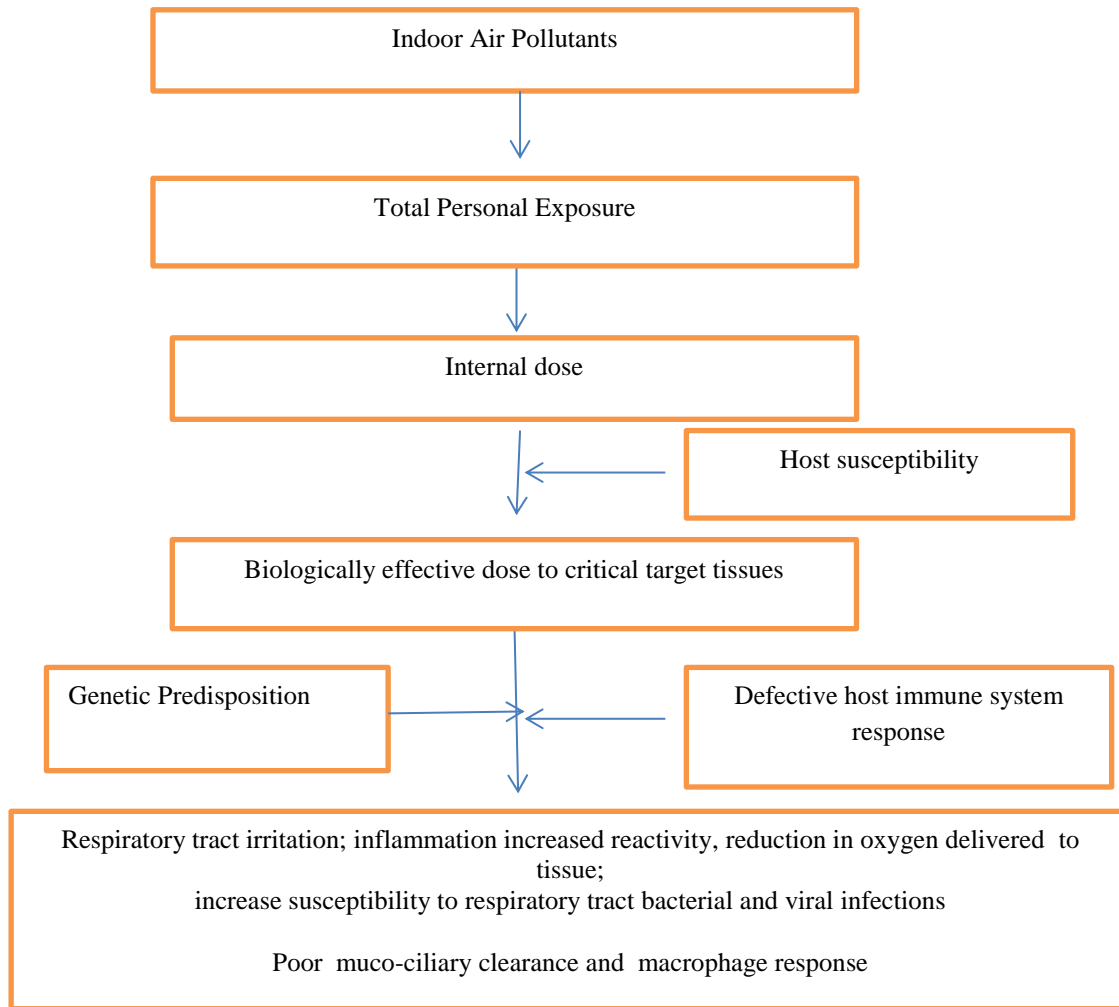 Indoor Air Pollutants
Total Personal Exposure
Internal dose
Host susceptibility
Biologically effective dose to critical target tissues
Genetic Predisposition
Defective host immune system
response
Respiratory tract irritation; inflammation increased reactivity, reduction in oxygen delivered to
tissue;
increase susceptibility to respiratory tract bacterial and viral infections
Poor muco-ciliary clearance and macrophage response